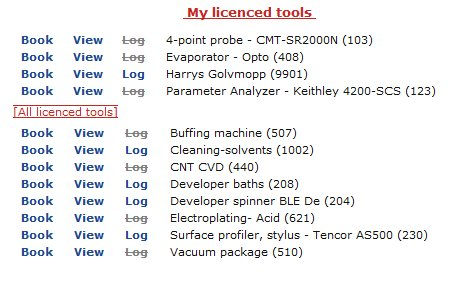 My licenced tools
Book View Log 4-point probe - CMT-SR2000N (103)
Book View Log Evaporator - Opto (408)
Book View Log Harrys Golvmopp (9901)
Book View Log Parameter Analyzer - Keithley 4200-SCS (123)
[All licenced tools]
Book View Log Buffing machine (507)
Book View Log Cleaning-solvents (1002)
Book View Log CNT CVD (440)
Book View Log Developer baths (208)
Book View Log Developer spinner BLE De (204)
Book View Log Electroplating- Acid (621)
Book View Log Surface profiler, stylus - Tencor AS500 (230)
Book View Log Vacuum package (510)